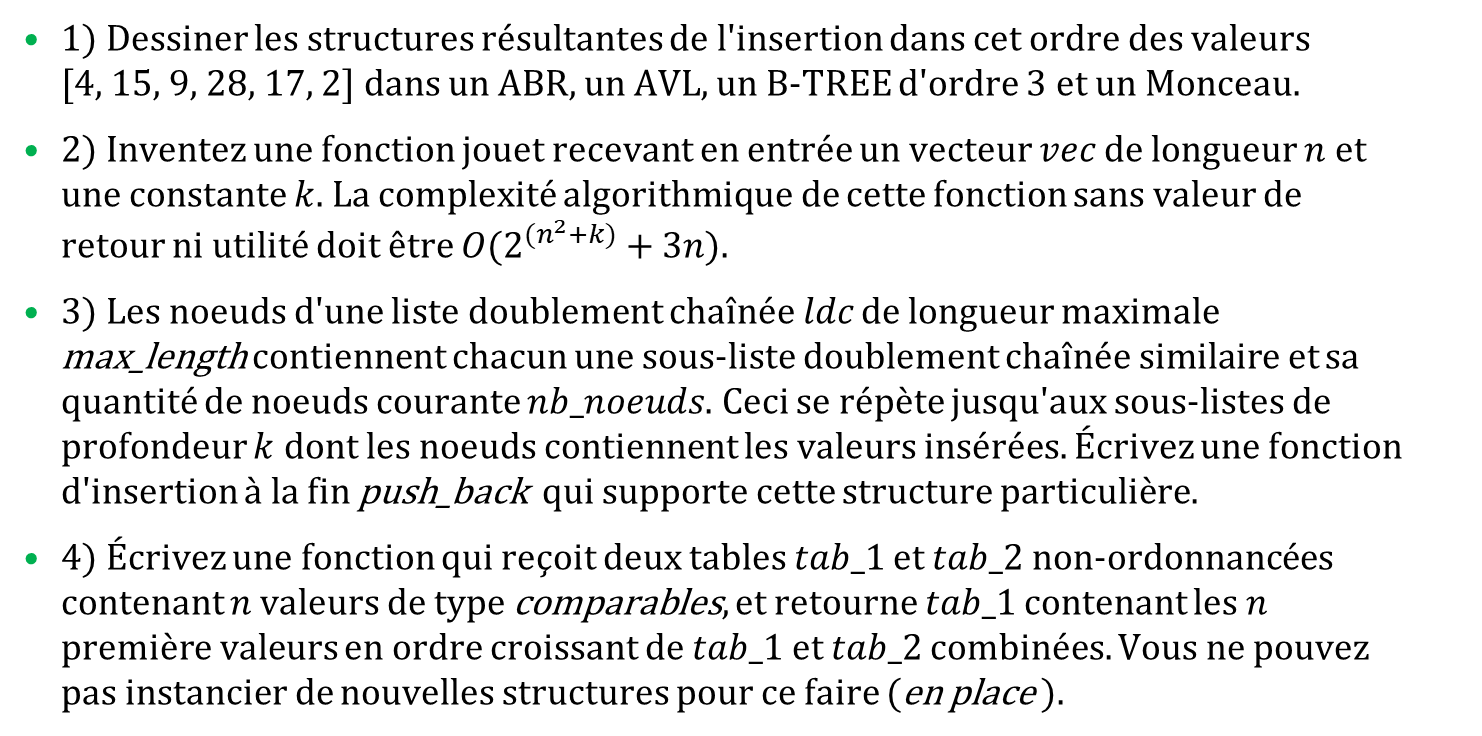 • 1) Dessiner les structures résultantes de l'insertion dans cet ordre des valeurs
[4, 15, 9, 28, 17, 2] dans un ABR, un AVL, un B-TREE d'ordre 3 et un Monceau.
• 2) Inventez une fonction jouet recevant en entrée un vecteur vec de longueur n et
une constante k. La complexité algorithmique de cette fonction sans valeur de
retour ni utilité doit être O(2^(n²+k) + 3n).
• 3) Les noeuds d'une liste doublement chaînée ldc de longueur maximale
max_length contiennent chacun une sous-liste doublement chaînée similaire et sa
quantité de noeuds courante nb_noeuds. Ceci se répète jusqu'aux sous-listes de
profondeur k dont les noeuds contiennent les valeurs insérées. Écrivez une fonction
d'insertion à la fin push_back qui supporte cette structure particulière.
• 4) Écrivez une fonction qui reçoit deux tables tab_1 et tab_2 non-ordonnancées
contenant n valeurs de type comparables, et retourne tab_1 contenant les n
première valeurs en ordre croissant de tab_1 et tab_2 combinées. Vous ne pouvez
pas instancier de nouvelles structures pour ce faire (en place).